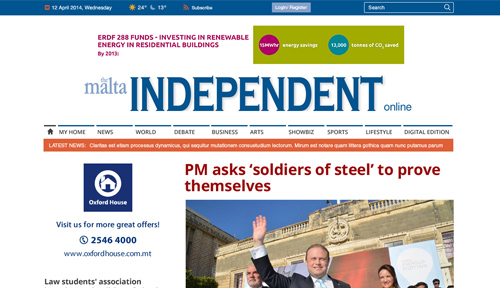 12 April 2014, Wednesday 24° 13° Subscribe Login/ Register Search
ERDF 288 FUNDS - INVESTING IN RENEWABLE
ENERGY IN RESIDENTIAL BUILDINGS
By 2013:
15MWhr energy savings 13,000 tonnes of CO2 saved
the malta INDEPENDENT online
MY HOME NEWS WORLD DEBATE BUSINESS ARTS SHOWBIZ SPORTS LIFESTYLE DIGITAL EDITION
LATEST NEWS: Claritas est etiam processus dynamicus, qui sequitur mutationem consuetudium lectorum. Mirum est notare quam littera gothica quam nunc putamus parum
Oxford House
Visit us for more great offers!
2546 4000
www.oxfordhouse.com.mt
Law students' association
PM asks 'soldiers of steel' to prove
themselves